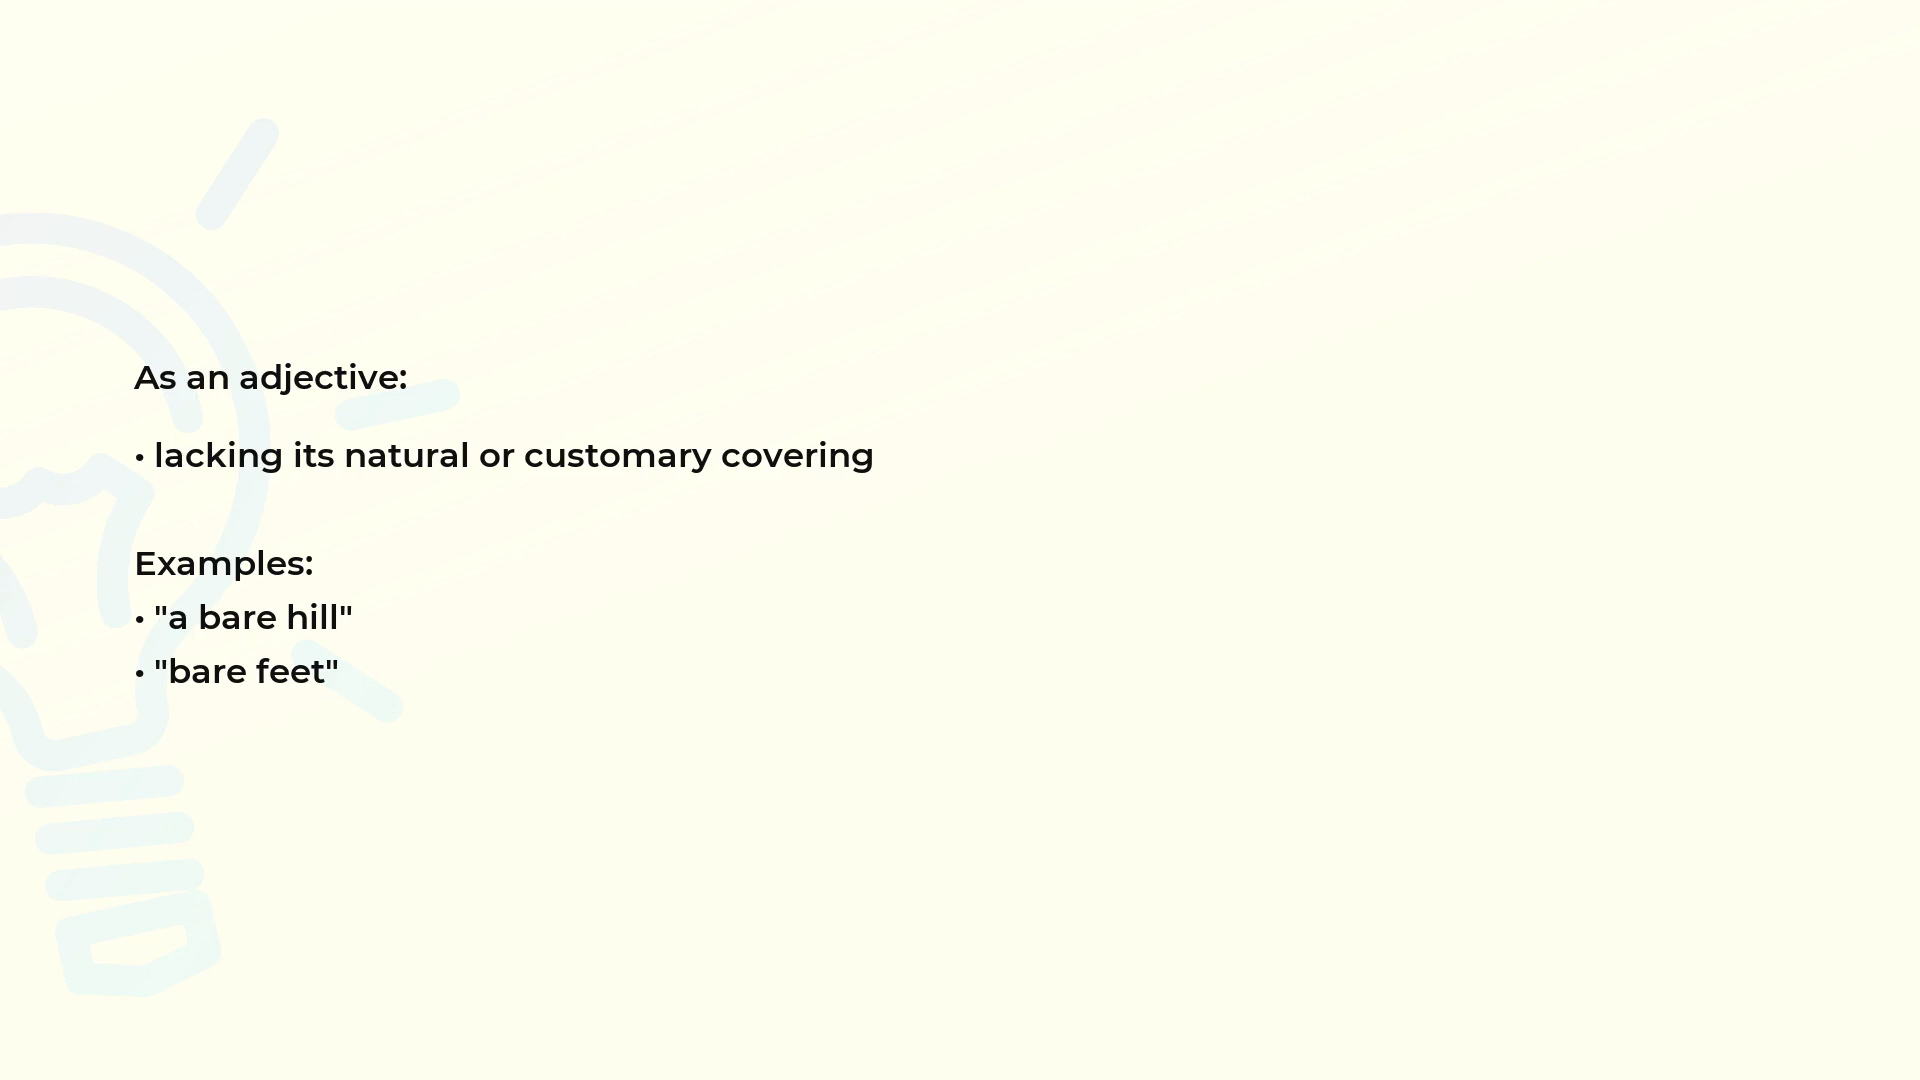 As an adjective:
• lacking its natural or customary covering
Examples:
• "a bare hill"
• "bare feet"